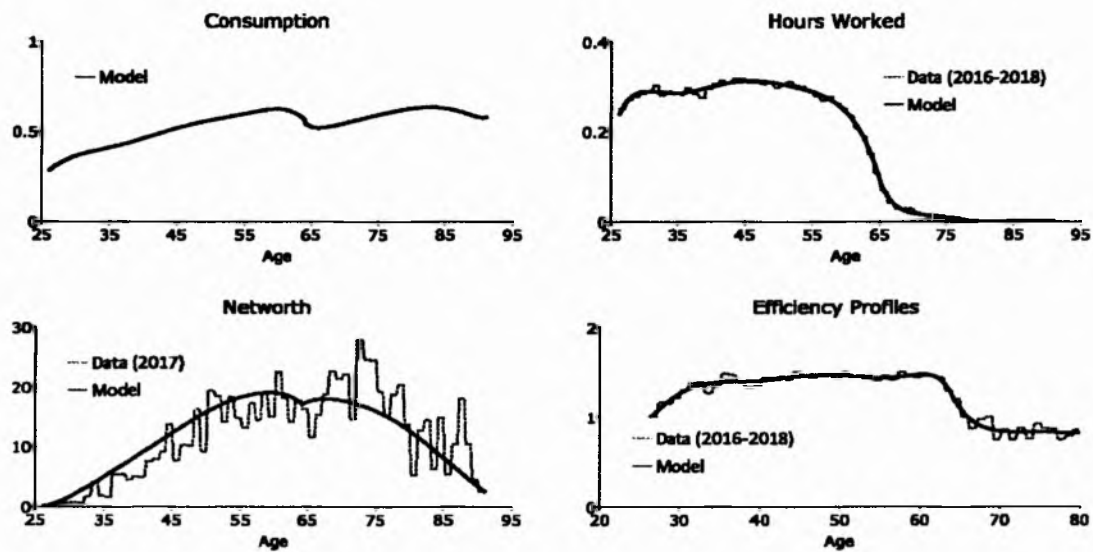 Consumption
1
Model
0.5
0
25 35 45 55 65 75 85 95
Age
Hours Worked
0.4
Data (2016-2018)
Model
0.2
0
25 35 45 55 65 75 85 95
Age
Networth
30
Data (2017)
Model
20
10
0
25 35 45 55 65 75 85 95
Age
Efficiency Profiles
2
1
Data (2016-2018)
Model
0
20 30 40 50 60 70 80
Age